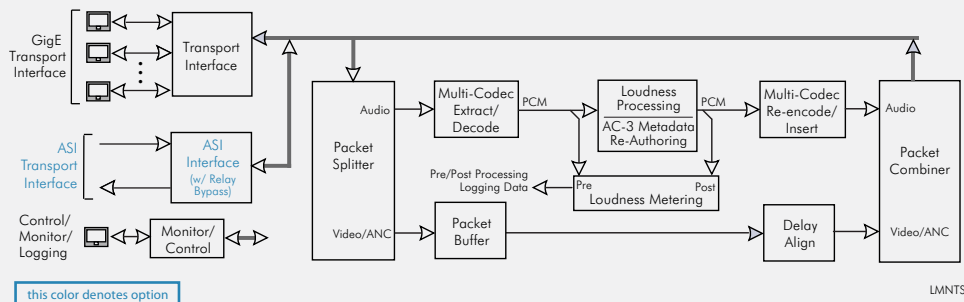 GigE
Transport
Interface
Transport
Interface
ASI
Transport
Interface
ASI
Interface
(w/ Relay
Bypass)
Control/
Monitor/
Logging
Monitor/
Control
this color denotes option
Packet
Splitter
Audio
Video/ANC
Multi-Codec
Extract/
Decode
PCM
Loudness
Processing
AC-3 Metadata
Re-Authoring
PCM
Multi-Codec
Re-encode/
Insert
Pre/Post Processing
Logging Data
Pre
Post
Loudness Metering
Packet
Buffer
Delay
Align
Audio
Packet
Combiner
Video/ANC
LMNTS